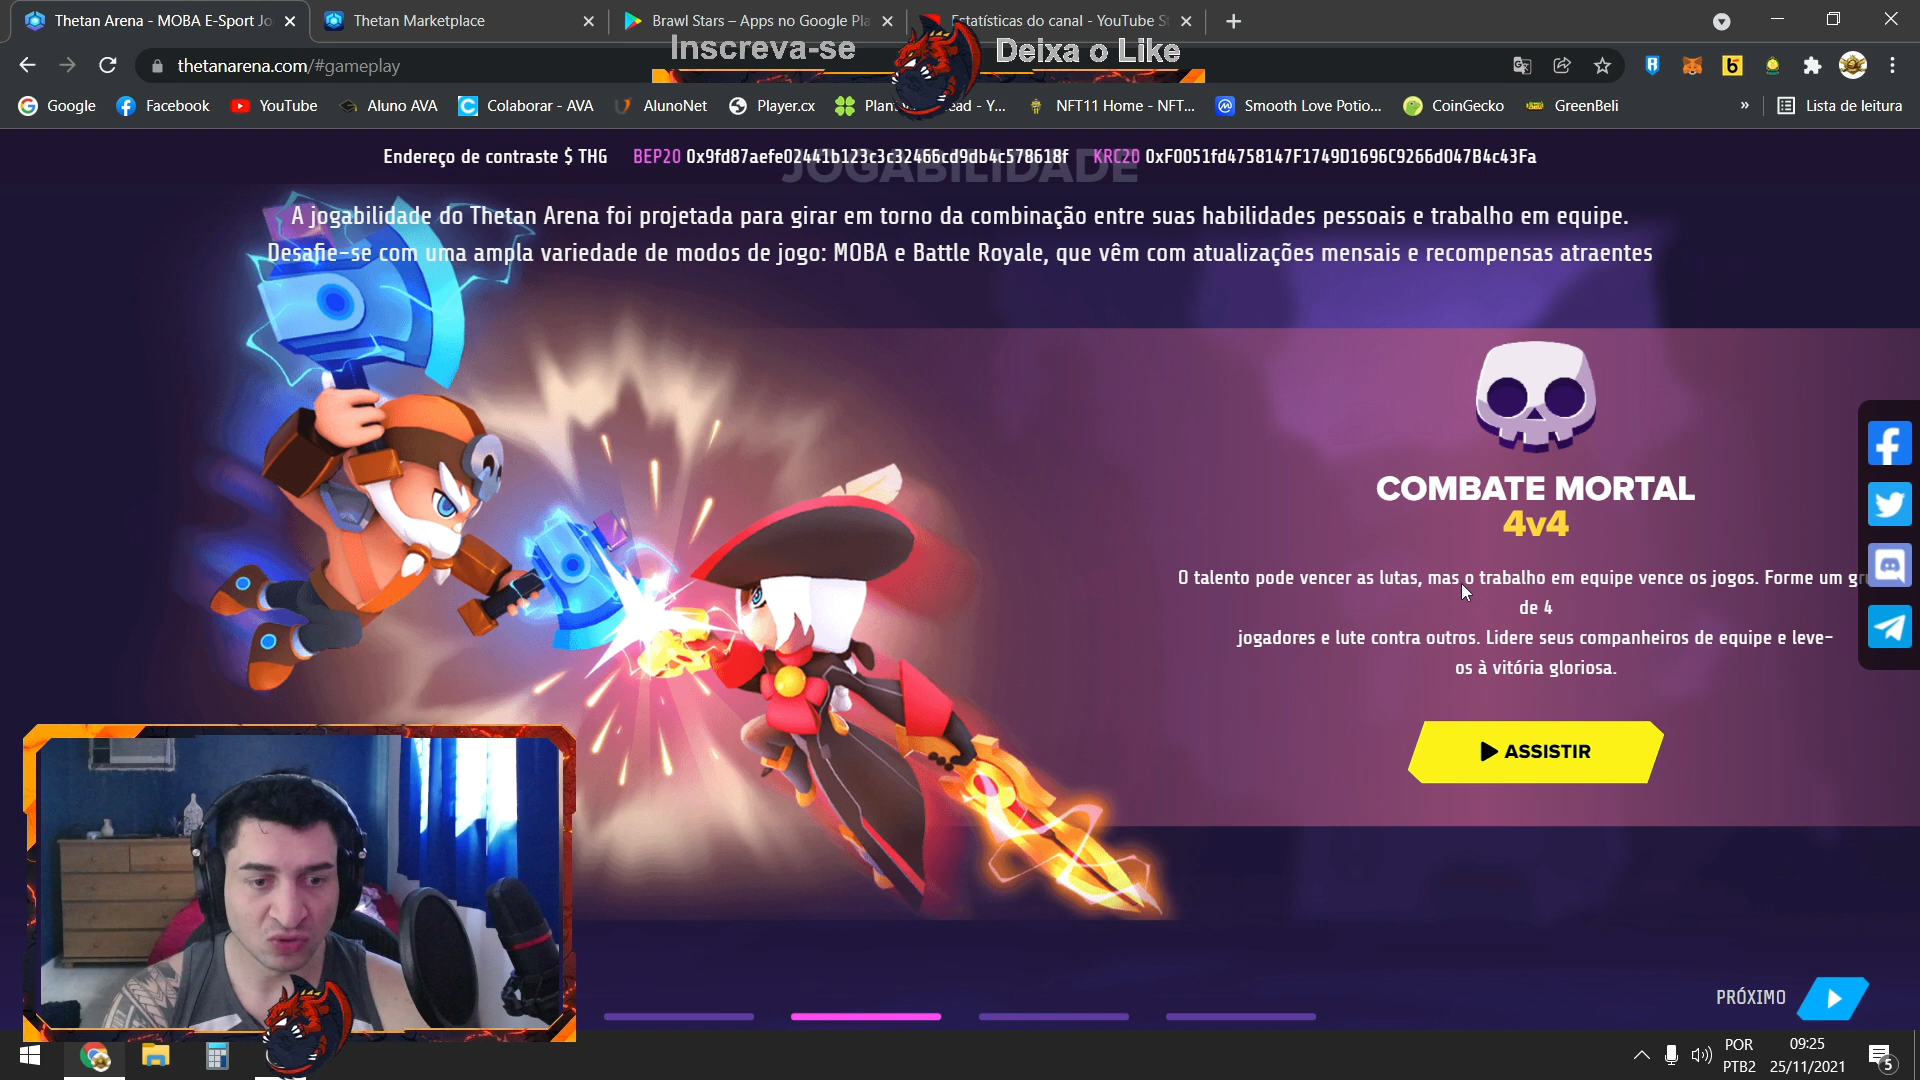 Thetan Arena - MOBA E-Sport Jo
Thetan Marketplace
Brawl Stars – Apps no Google Pla
Estatísticas do canal - YouTube S
Inscreva-se
Deixa o Like
thetanarena.com/#gameplay
Google
Facebook
YouTube
Aluno AVA
Colaborar - AVA
AlunoNet
Player.cx
NFT11 Home - NFT...
Smooth Love Potio...
CoinGecko
GreenBeli
»
Lista de leitura
Endereço de contraste $ THG BEP20 0x9fd87aefe02441b123c3c32466cd9db4c578618f KRC20 0xF0051fd4758147F1749D1696C9266d047B4c43Fa
JOGABILIDADE
A jogabilidade do Thetan Arena foi projetada para girar em torno da combinação entre suas habilidades pessoais e trabalho em equipe.
Desafie-se com uma ampla variedade de modos de jogo: MOBA e Battle Royale, que vêm com atualizações mensais e recompensas atraentes
COMBATE MORTAL
4v4
O talento pode vencer as lutas, mas o trabalho em equipe vence os jogos. Forme um
de 4
jogadores e lute contra outros. Lidere seus companheiros de equipe e leve-
os à vitória gloriosa.
ASSISTIR
PRÓXIMO
POR
PTB2
09:25
25/11/2021
5